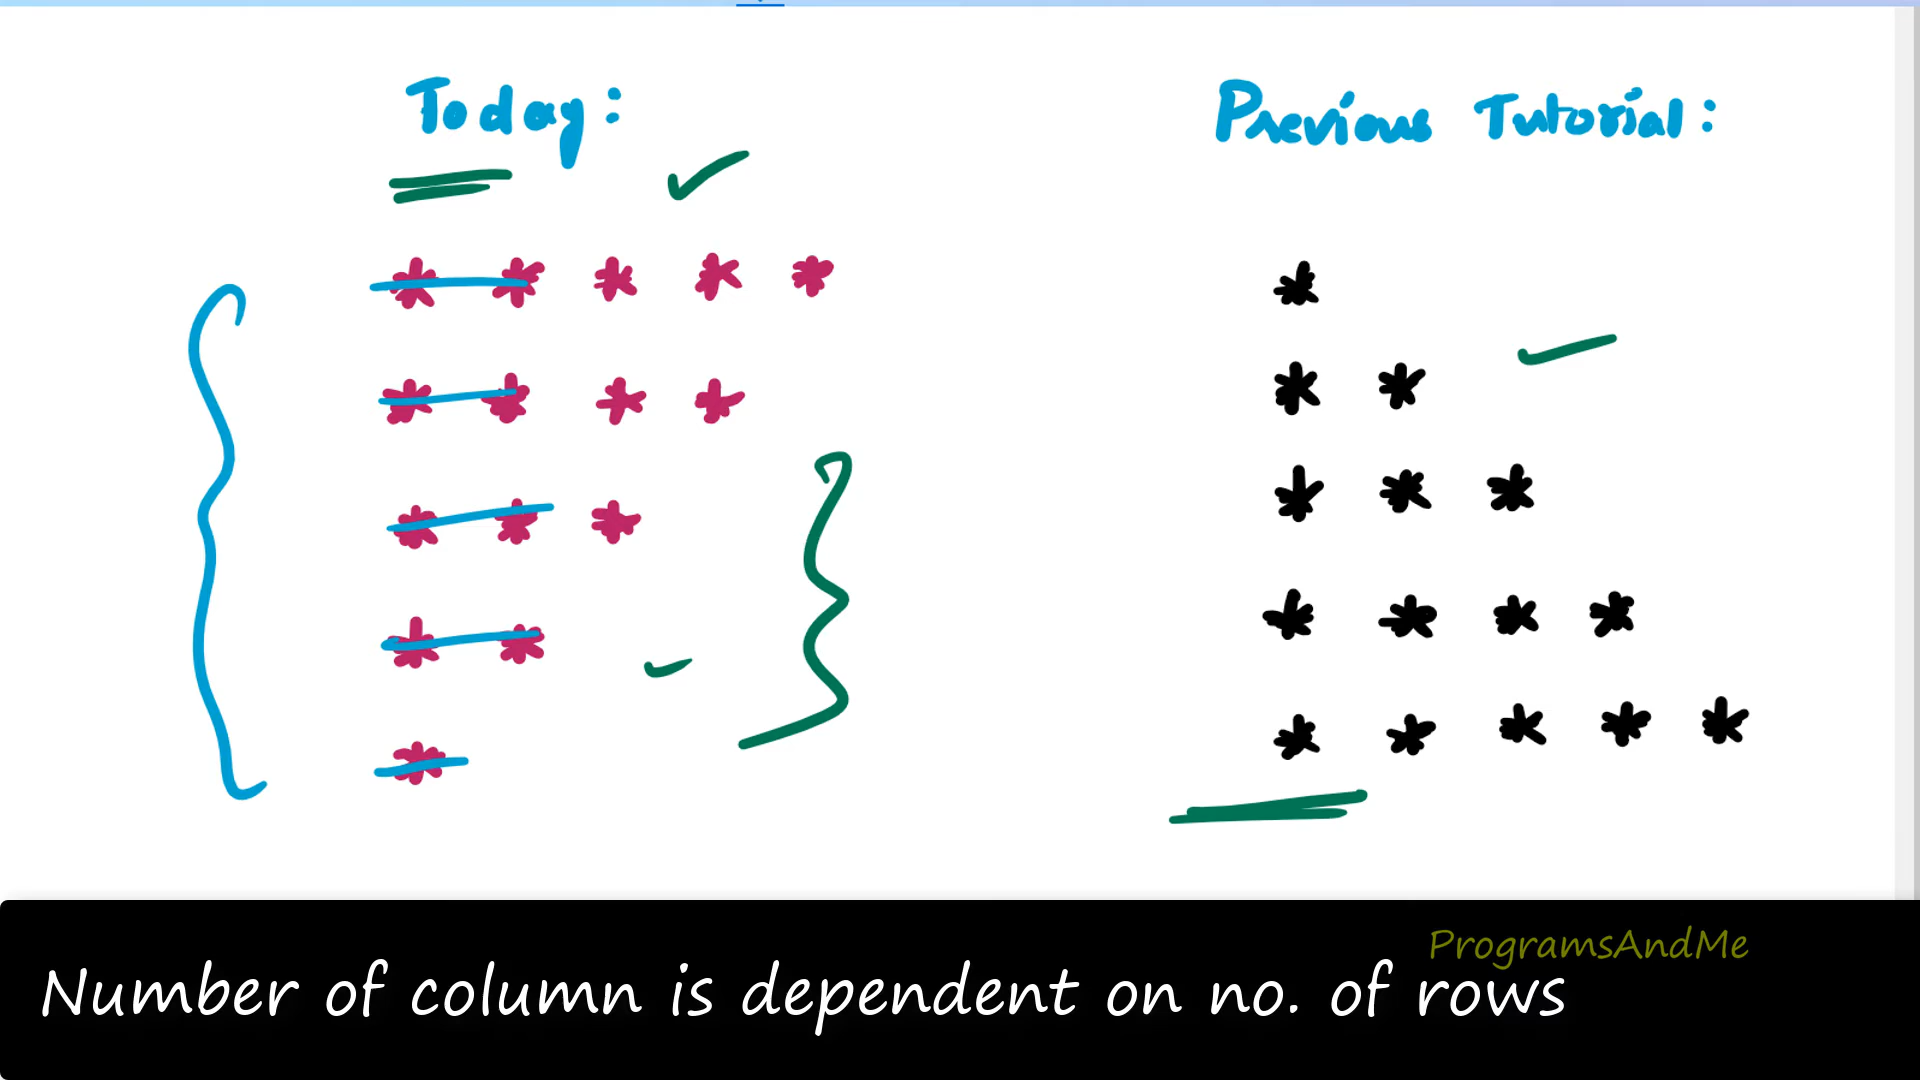 Today:
* * * * *
* * * *
* * *
* *
*
Previous Tutorial:
*
* *
* * *
* * * *
* * * * *
ProgramsAndMe
Number of column is dependent on no. of rows